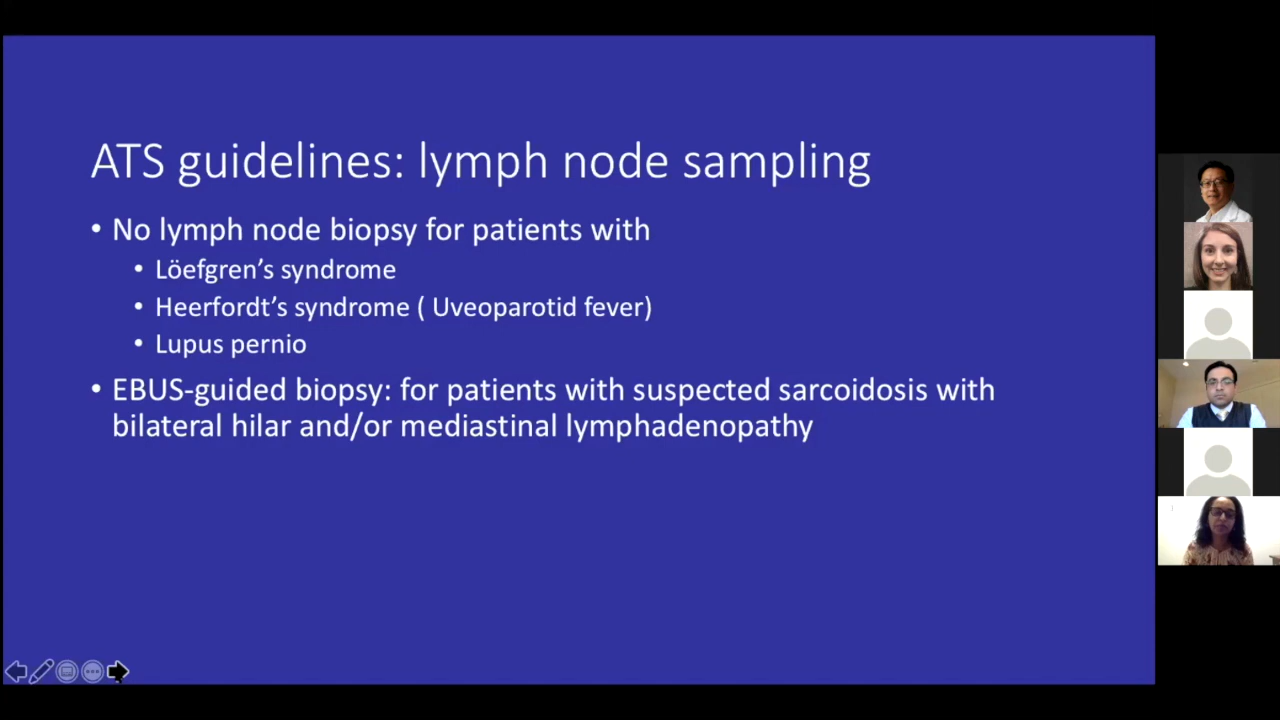 ATS guidelines: lymph node sampling
• No lymph node biopsy for patients with
• Löefgren's syndrome
• Heerfordt's syndrome ( Uveoparotid fever)
• Lupus pernio
• EBUS-guided biopsy: for patients with suspected sarcoidosis with
bilateral hilar and/or mediastinal lymphadenopathy